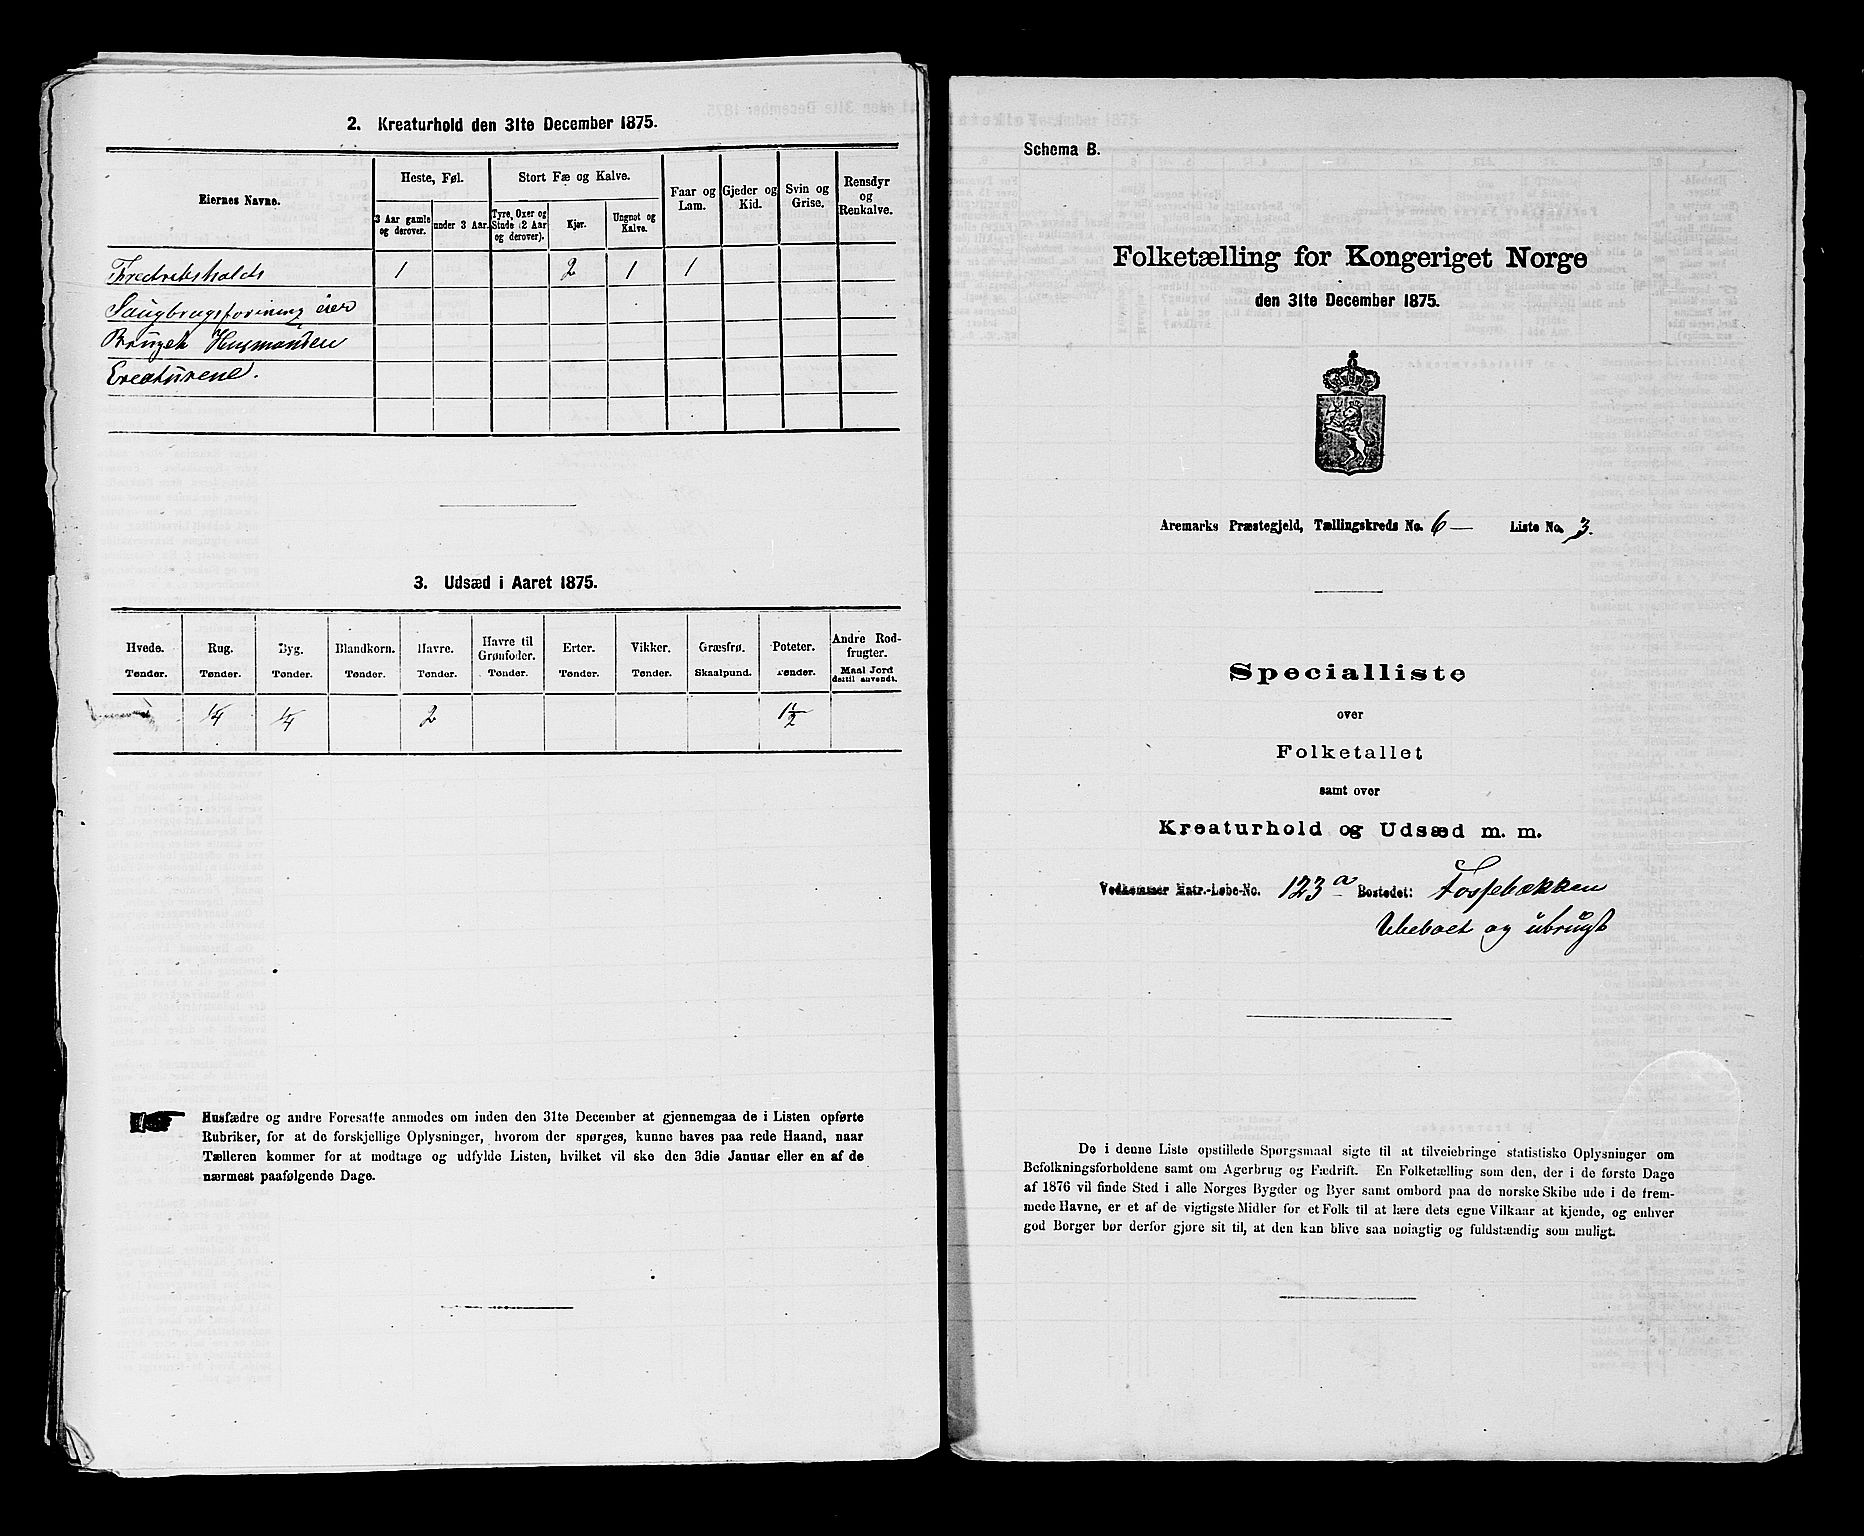 2. Kreaturhold den 31te December 1875.
Eiernes Navne.
Heste, Føl.
Stort Fæ og Kalve.
Faar og Lam.
Gjeder og Kid.
Svin og Grise.
Rensdyr og Renkalve.
3 Aar gamle og derover.
under 3 Aar.
Tyre, Oxer og Stude (2 Aar og derover).
Kjør.
Ungnøt og Kalve.
Fredrikshalds 1 2 1 1
Saugbrugsforening eier
Bruget Husmanden
Creaturene.
3. Udsæd i Aaret 1875.
Hvede. Rug. Byg. Blandkorn. Havre. Havre til Grønfoder. Erter. Vikker. Græsfrø. Poteter. Andre Rodfrugter.
Tønder. Tønder. Tønder. Tønder. Tønder. Tønder. Tønder. Tønder. Skaalpund. Tønder. Maal Jord dertil anvendt.
1/4 1/4 2 1 1/2
Husfædre og andre Foresatte anmodes om inden den 31te December at gjennemgaa de i Listen opførte
Rubriker, for at de forskjellige Oplysninger, hvorom der spørges, kunne haves paa rede Haand, naar
Tælleren kommer for at modtage og udfylde Listen, hvilket vil ske den 3die Januar eller en af de
nærmest paafølgende Dage.
Schema B.
Folketælling for Kongeriget Norge
den 31te December 1875.
Aremarks Præstegjeld, Tællingskreds No. 6 — Liste No. 3.
Specialliste
over
Folketallet
samt over
Kreaturhold og Udsæd m. m.
Vedkommer Matr.-Løbe-No. 123 a Bostedet: Fossebækken
Ubeboet og ubrugt
De i denne Liste opstillede Spørgsmaal sigte til at tilveiebringe statistiske Oplysninger om
Befolkningsforholdene samt om Agerbrug og Fædrift. En Folketælling som den, der i de første Dage
af 1876 vil finde Sted i alle Norges Bygder og Byer samt ombord paa de norske Skibe ude i de frem-
mede Havne, er et af de vigtigste Midler for et Folk til at lære dets egne Vilkaar at kjende, og enhver
god Borger bør derfor gjøre sit til, at den kan blive saa nøiagtig og fuldstændig som muligt.